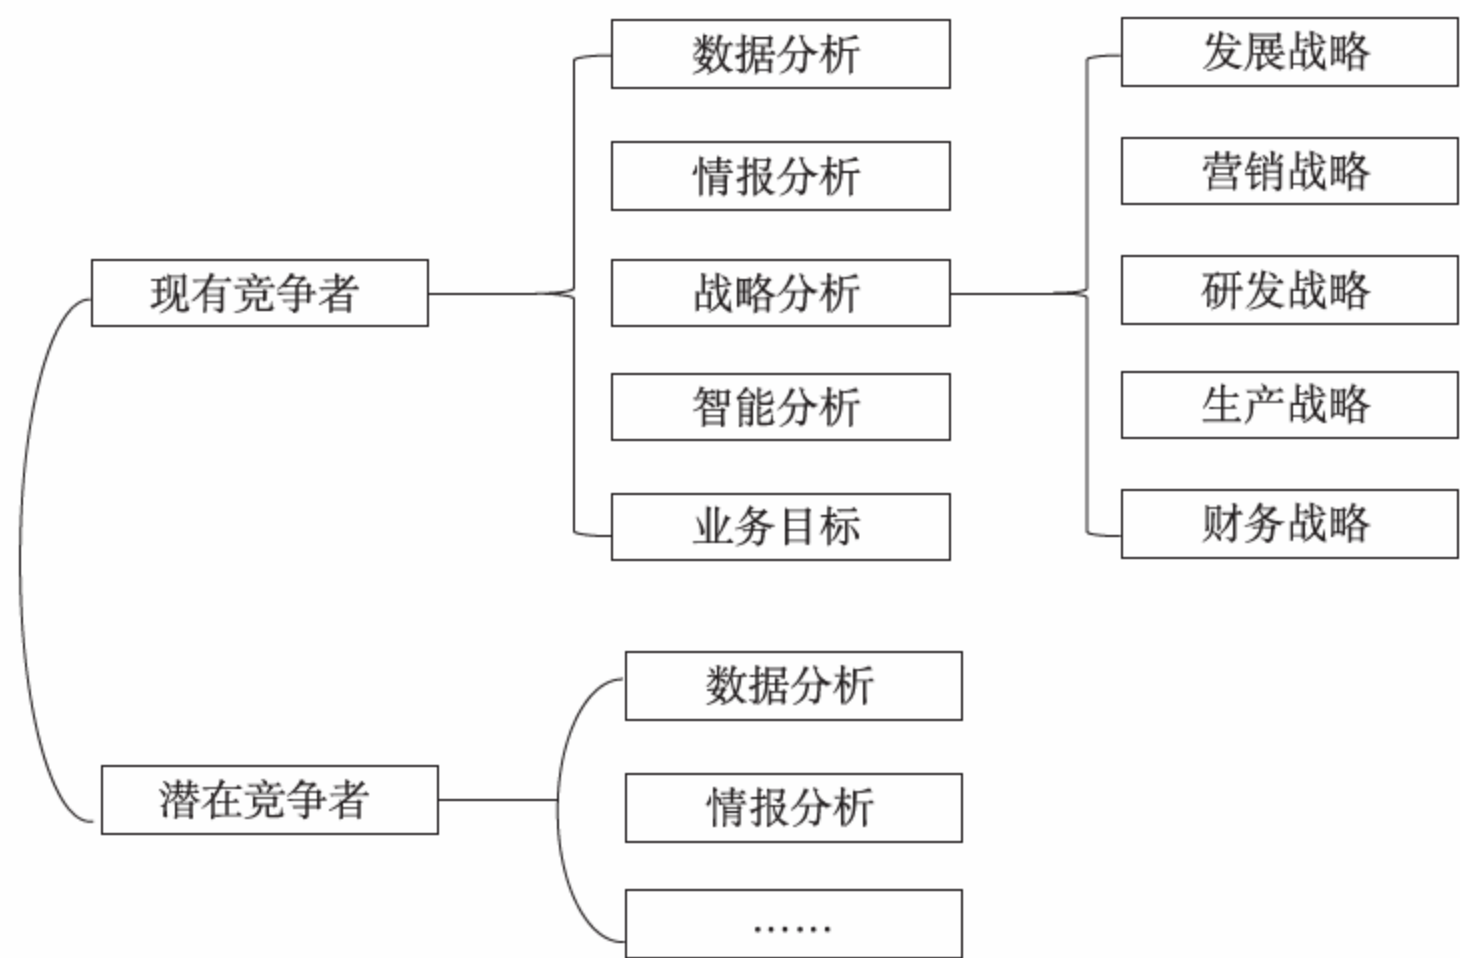 现有竞争者
数据分析
情报分析
战略分析
智能分析
业务目标
发展战略
营销战略
研发战略
生产战略
财务战略
潜在竞争者
数据分析
情报分析
……